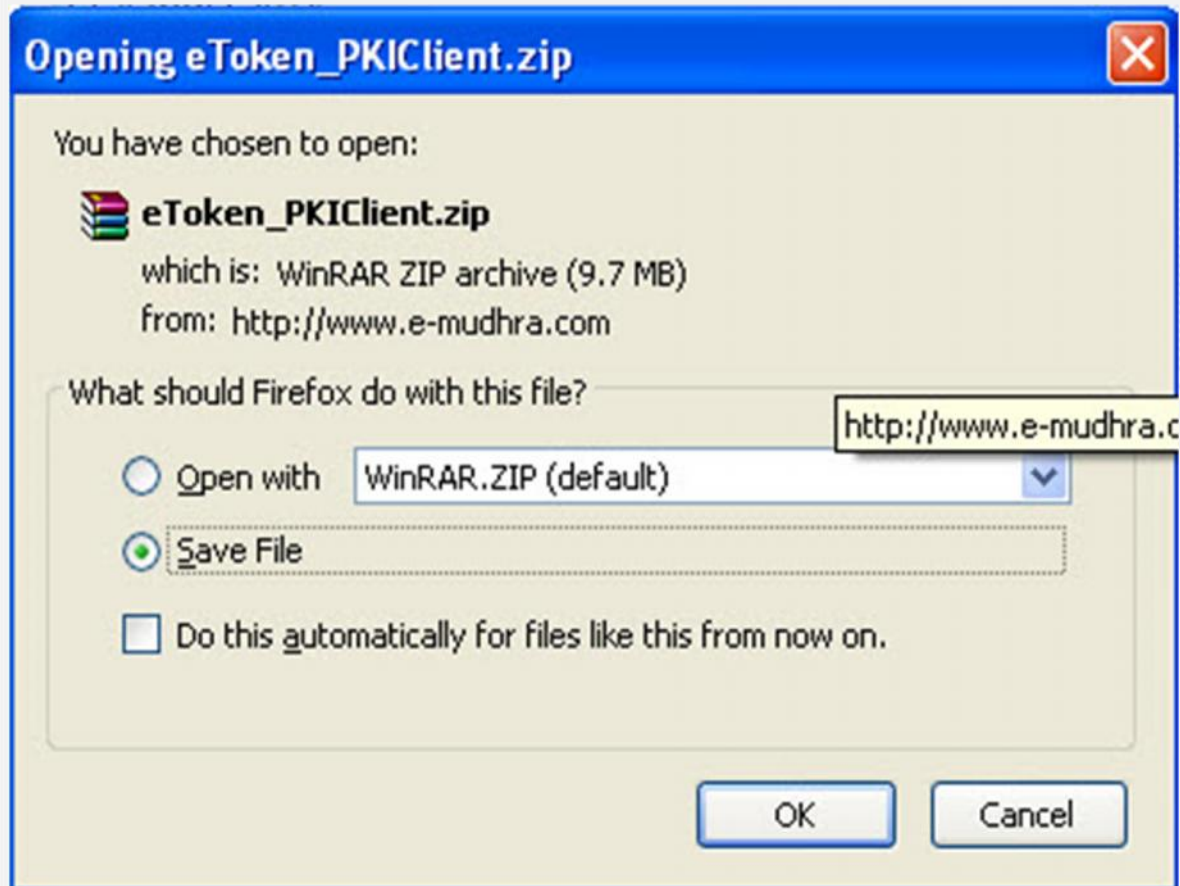 Opening eToken_PKIClient.zip
You have chosen to open:
eToken_PKIClient.zip
which is: WinRAR ZIP archive (9.7 MB)
from: http://www.e-mudhra.com
What should Firefox do with this file?
http://www.e-mudhra.c
Open with WinRAR.ZIP (default)
Save File
Do this automatically for files like this from now on.
OK Cancel